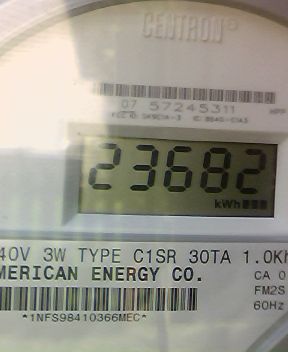 CENTRON®
07 57245311
23682
kWh
40V 3W TYPE C1SR 30TA 1.0Kh
MERICAN ENERGY CO.
CA 0
FM2S
60Hz
*1NFS98410366MEC*